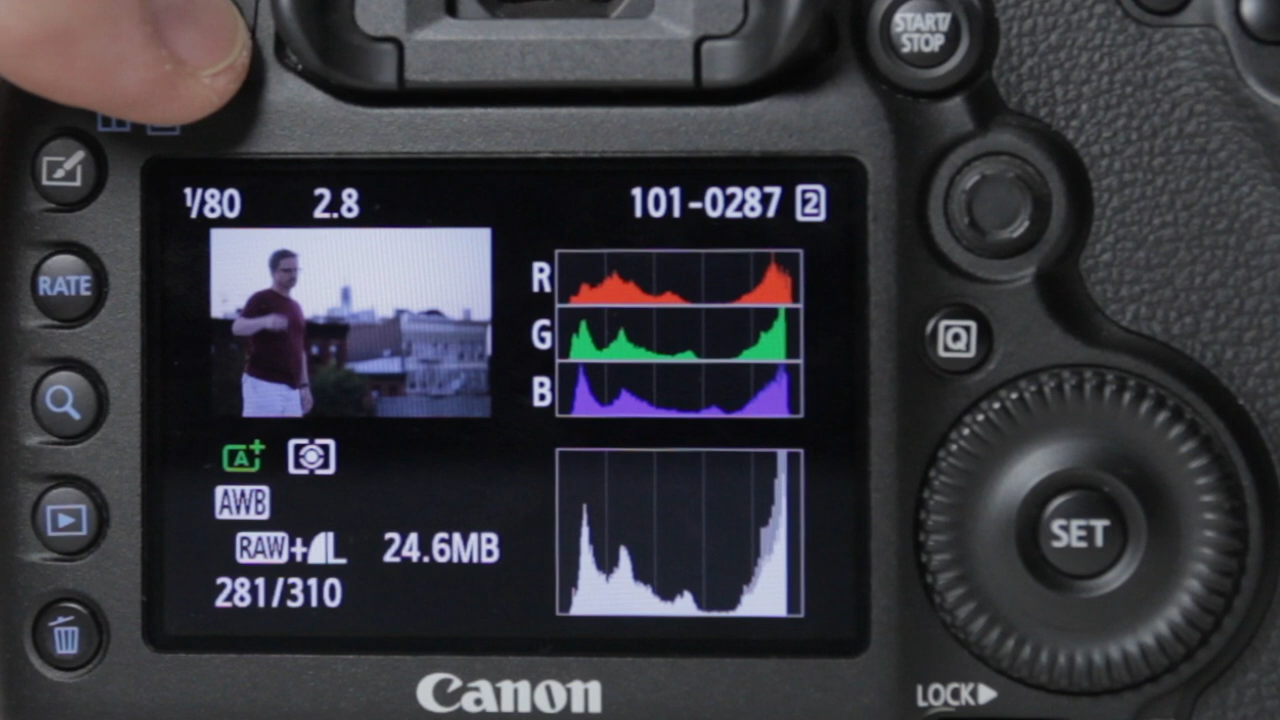 START/
STOP
1/80 2.8 101-0287 2
RATE
R
G
B
Q
A+
AWB
RAW+L 24.6MB
281/310
SET
Canon
LOCK▶